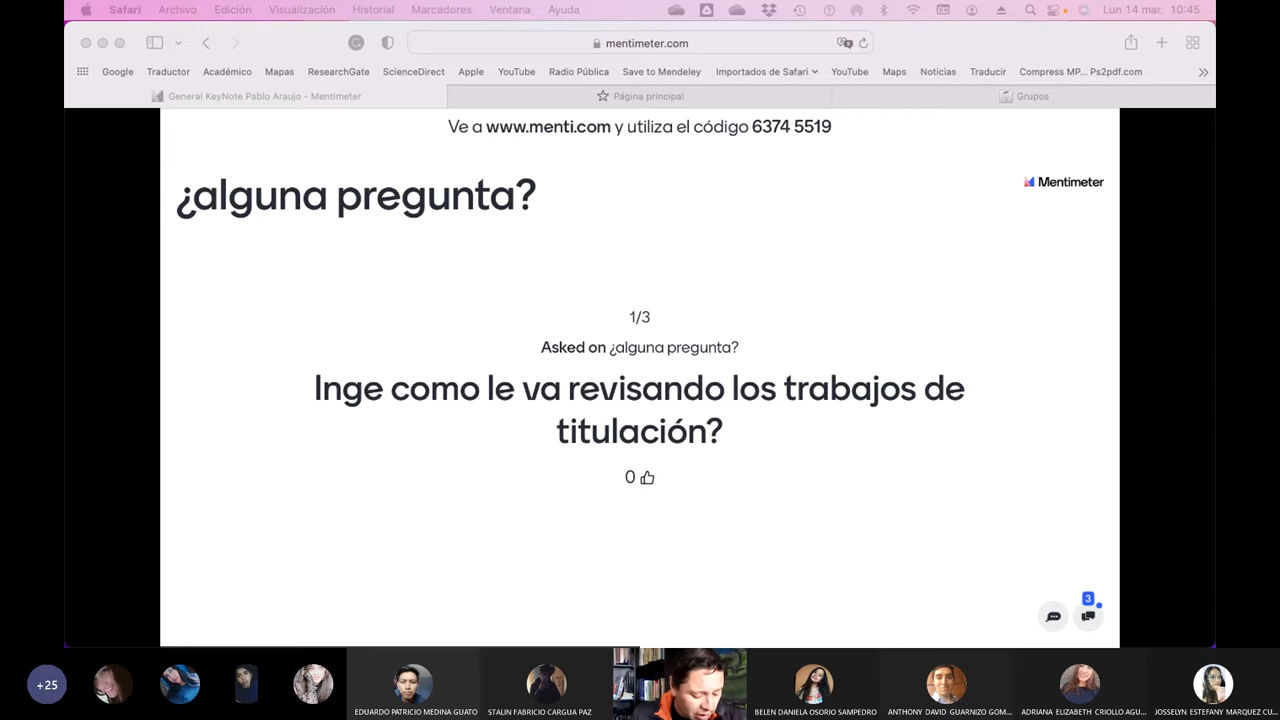 Safari Archivo Edición Visualización Historial Marcadores Ventana Ayuda Lun 14 mar. 10:45
mentimeter.com
Google Traductor Académico Mapas ResearchGate ScienceDirect Apple YouTube Radio Pública Save to Mendeley Importados de Safari YouTube Maps Noticias Traducir Compress MP... Ps2pdf.com
General KeyNote Pablo Araujo - Mentimeter Página principal Grupos
Ve a www.menti.com y utiliza el código 6374 5519
¿alguna pregunta?
Mentimeter
1/3
Asked on ¿alguna pregunta?
Inge como le va revisando los trabajos de
titulación?
0
3
+25
EDUARDO PATRICIO MEDINA GUATO STALIN FABRICIO CARGUA PAZ BELEN DANIELA OSORIO SAMPEDRO ANTHONY DAVID GUARNIZO GOM... ADRIANA ELIZABETH CRIOLLO AGU... JOSSELYN ESTEFANY MARQUEZ CU...